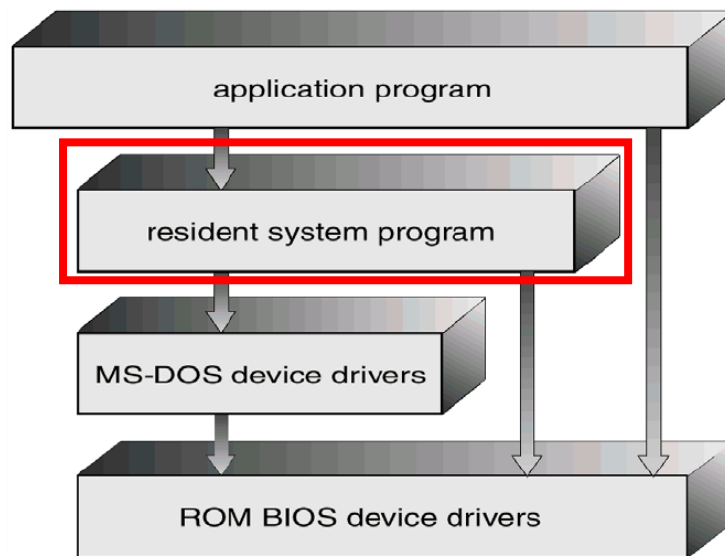 application program
resident system program
MS-DOS device drivers
ROM BIOS device drivers